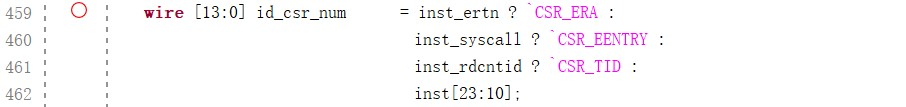 459 wire [13:0] id_csr_num = inst_ertn ? `CSR_ERA :
460 inst_syscall ? `CSR_EENTRY :
461 inst_rdcntid ? `CSR_TID :
462 inst[23:10];